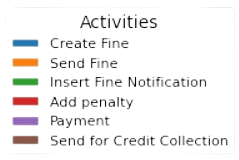 Activities
Create Fine
Send Fine
Insert Fine Notification
Add penalty
Payment
Send for Credit Collection